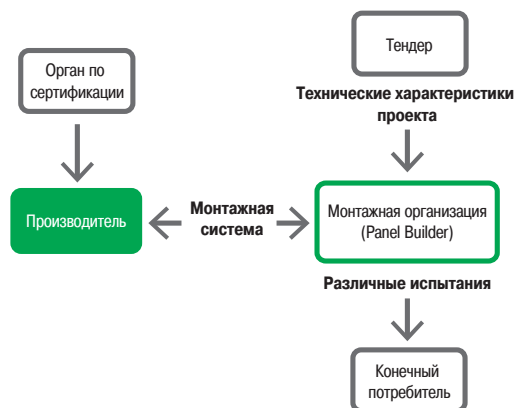 Орган по
сертификации
Тендер
Технические характеристики
проекта
Производитель
Монтажная
система
Монтажная организация
(Panel Builder)
Различные испытания
Конечный
потребитель